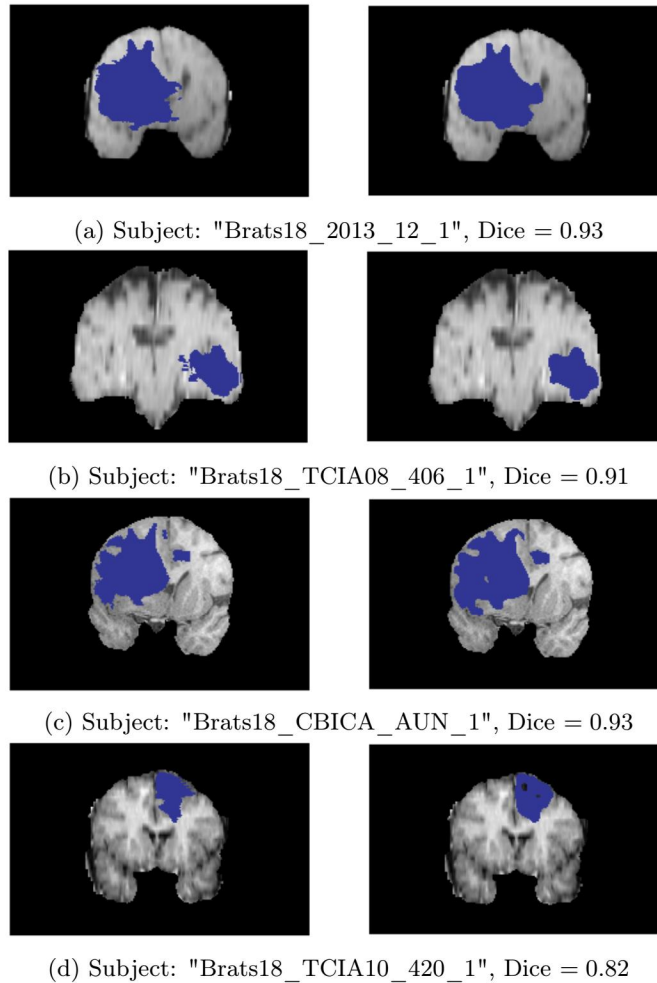 (a) Subject: "Brats18_2013_12_1", Dice = 0.93
(b) Subject: "Brats18_TCIA08_406_1", Dice = 0.91
(c) Subject: "Brats18_CBICA_AUN_1", Dice = 0.93
(d) Subject: "Brats18_TCIA10_420_1", Dice = 0.82